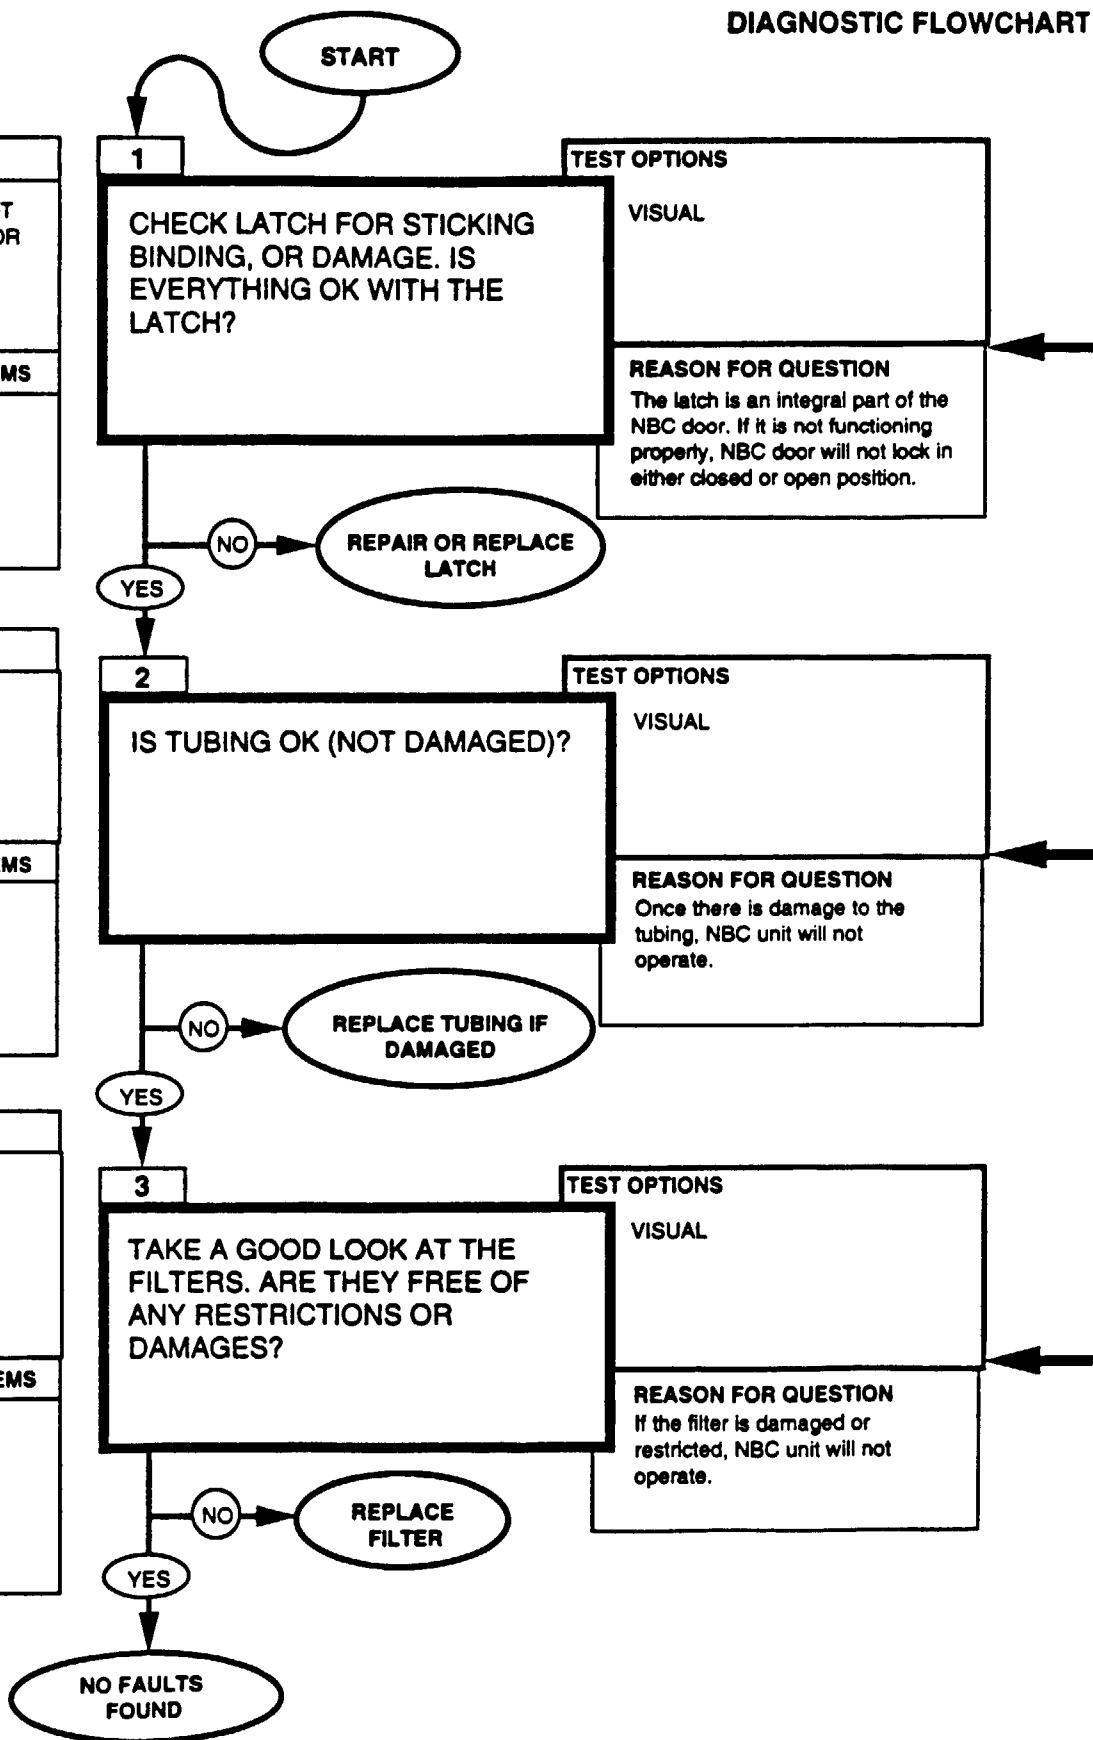 DIAGNOSTIC FLOWCHART
START
1
TEST OPTIONS
VISUAL
CHECK LATCH FOR STICKING
BINDING, OR DAMAGE. IS
EVERYTHING OK WITH THE
LATCH?
REASON FOR QUESTION
The latch is an integral part of the
NBC door. If it is not functioning
property, NBC door will not lock in
either closed or open position.
MS
NO
REPAIR OR REPLACE
LATCH
YES
2
TEST OPTIONS
VISUAL
IS TUBING OK (NOT DAMAGED)?
REASON FOR QUESTION
Once there is damage to the
tubing, NBC unit will not
operate.
MS
NO
REPLACE TUBING IF
DAMAGED
YES
3
TEST OPTIONS
VISUAL
TAKE A GOOD LOOK AT THE
FILTERS. ARE THEY FREE OF
ANY RESTRICTIONS OR
DAMAGES?
REASON FOR QUESTION
If the filter is damaged or
restricted, NBC unit will not
operate.
EMS
NO
REPLACE
FILTER
YES
NO FAULTS
FOUND